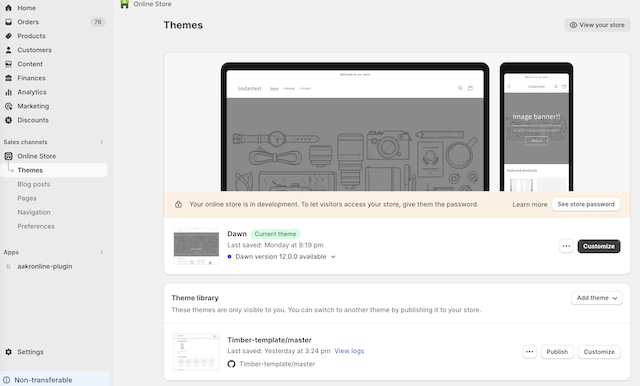 Home
Orders 76
Products
Customers
Content
Finances
Analytics
Marketing
Discounts
Sales channels
Online Store
Themes
Blog posts
Pages
Navigation
Preferences
Apps
aakronline-plugin
Settings
Non-transferable
Online Store
Themes
View your store
Welcome to our store
Home Catalog Contact
Image banner!!
Featured products
Your online store is in development. To let visitors access your store, give them the password.
Learn more
See store password
Dawn Current theme
Last saved: Monday at 8:19 pm
Dawn version 12.0.0 available
Customize
Theme library
These themes are only visible to you. You can switch to another theme by publishing it to your store.
Add theme
Timber-template/master
Last saved: Yesterday at 3:24 pm View logs
Timber-template/master
Publish
Customize